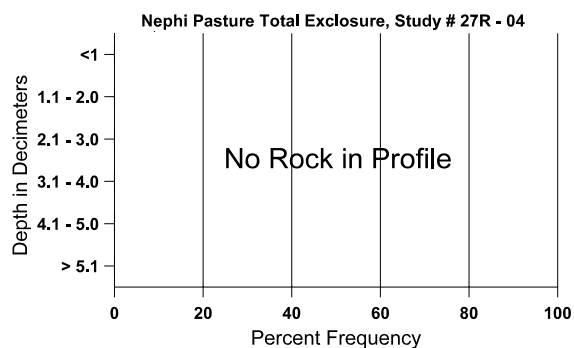 Nephi Pasture Total Exclosure, Study # 27R - 04
Depth in Decimeters
<1
1.1 - 2.0
2.1 - 3.0
3.1 - 4.0
4.1 - 5.0
> 5.1
No Rock in Profile
0 20 40 60 80 100
Percent Frequency